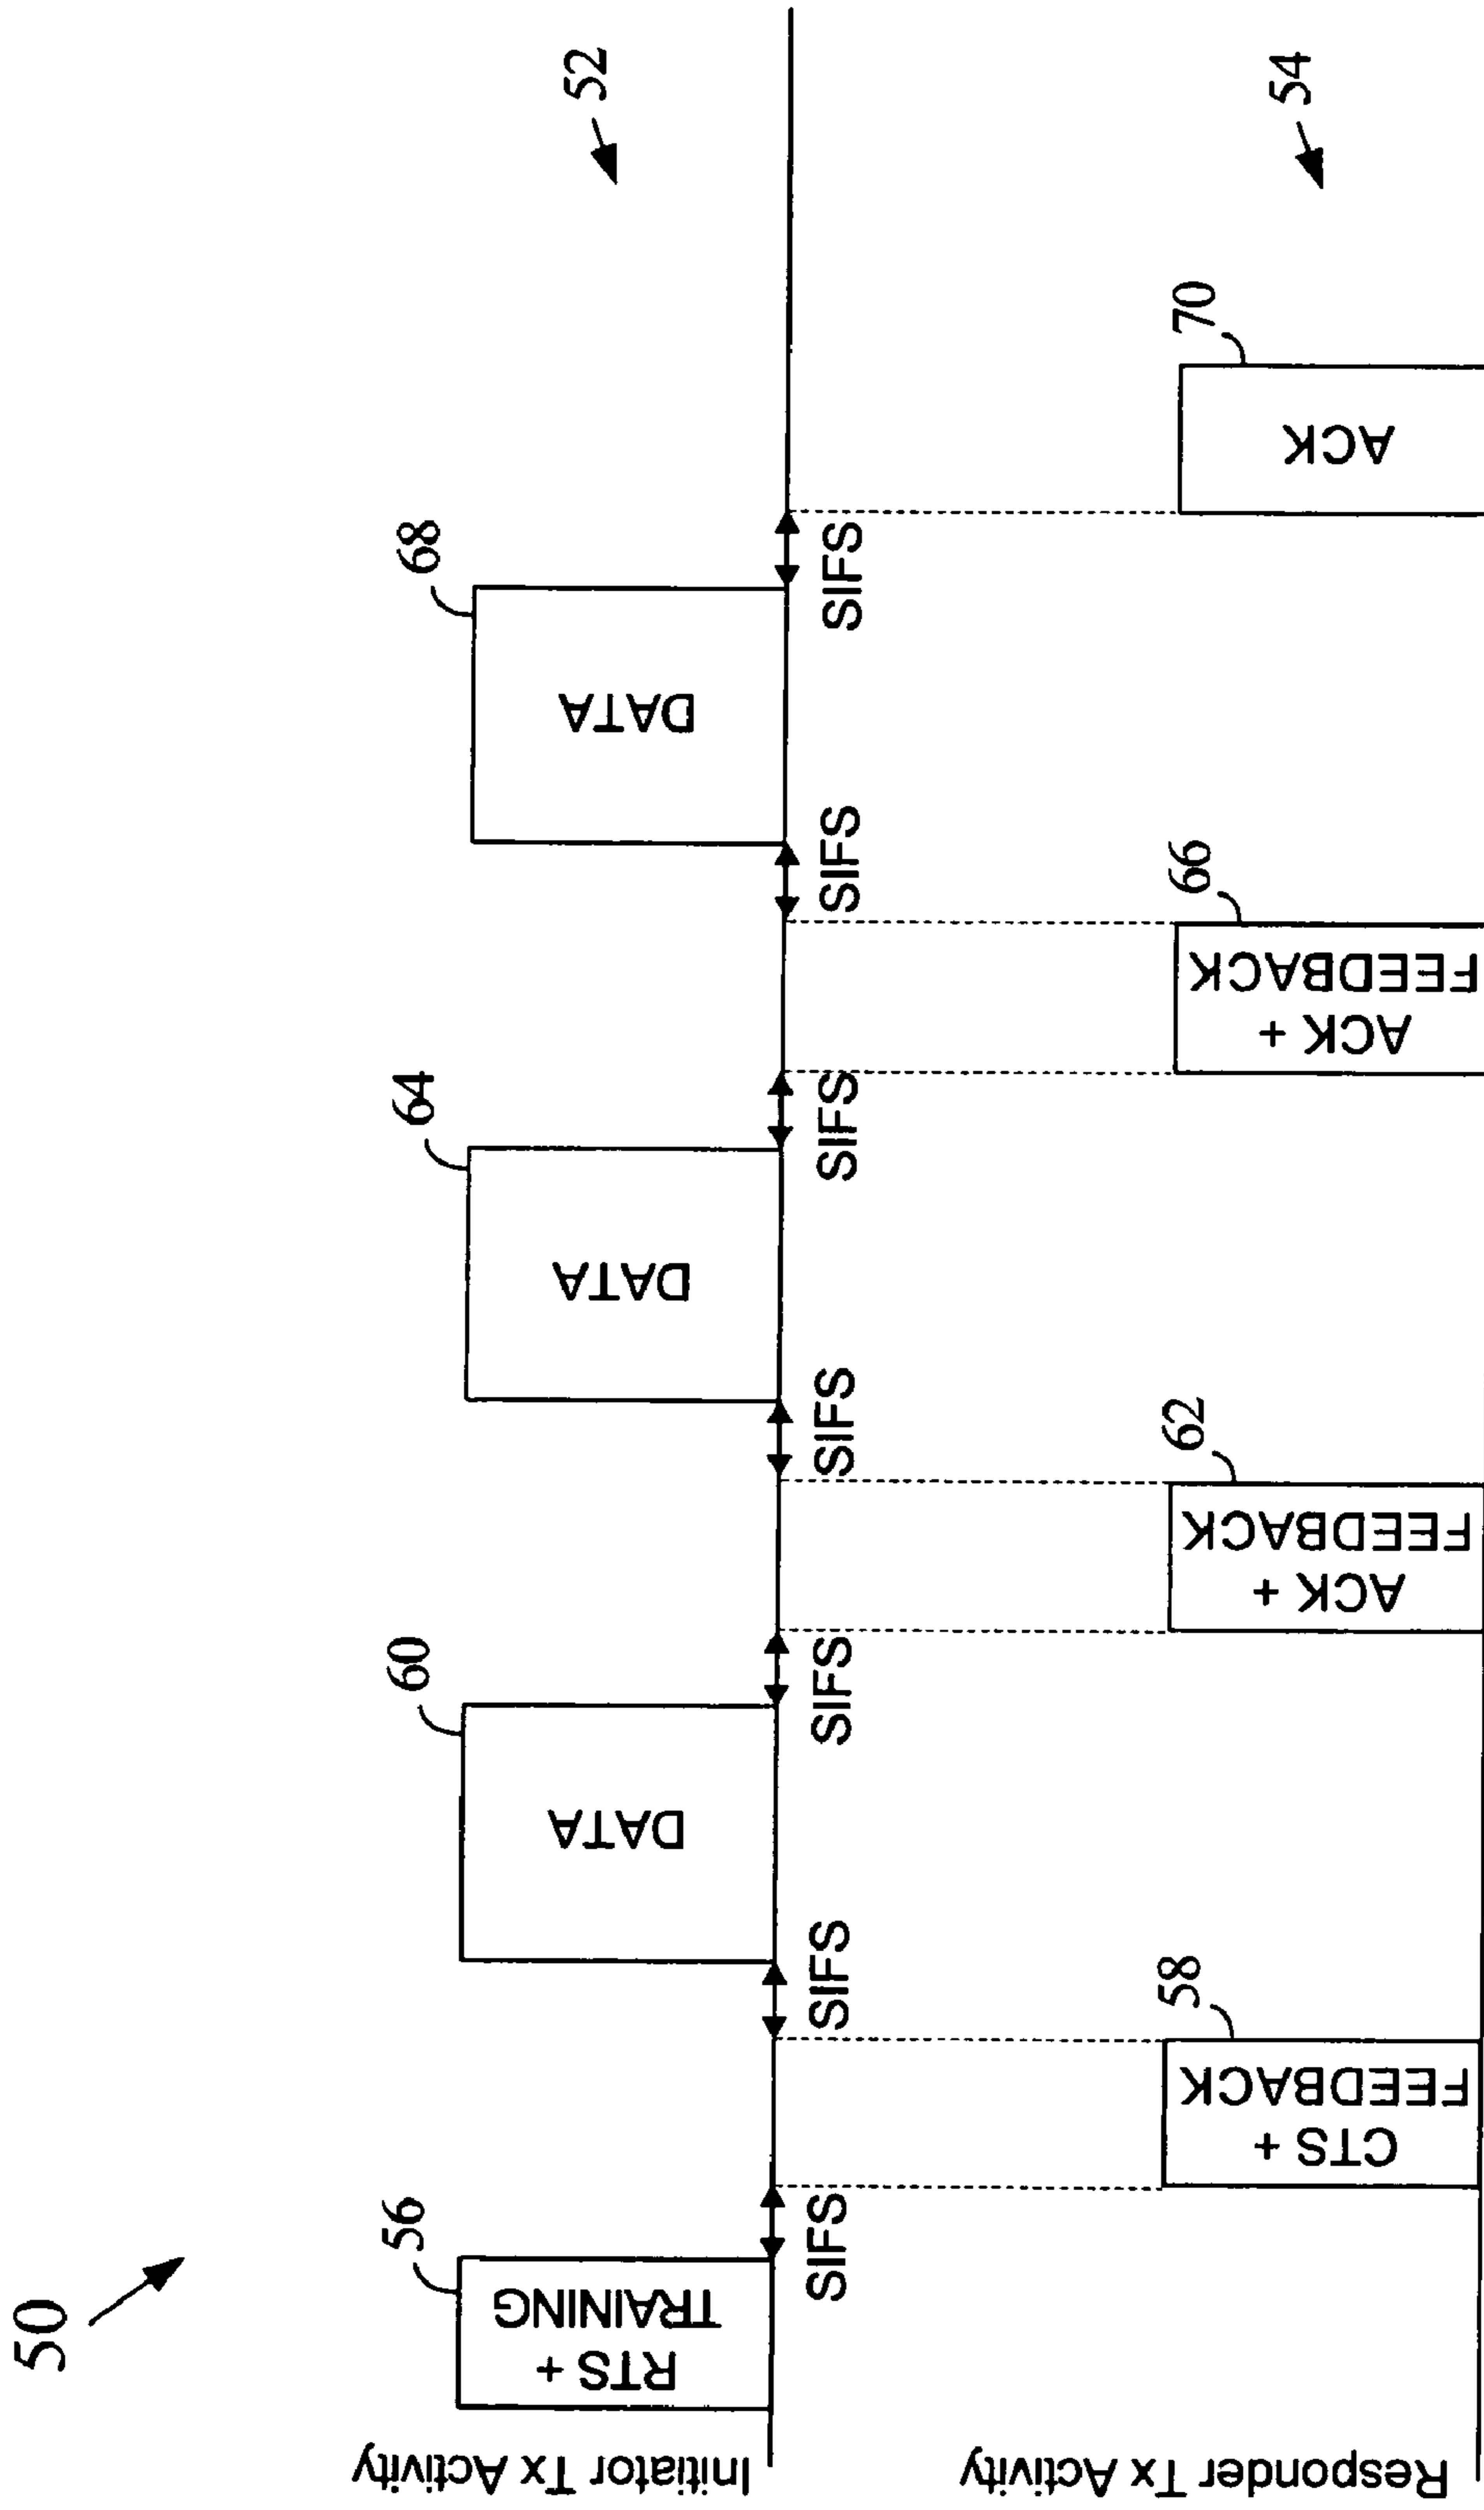 50
Initiator Tx Activity
52
RTS +
TRAINING
56
SIFS
SIFS
DATA
60
SIFS
SIFS
DATA
64
SIFS
SIFS
DATA
68
SIFS
Responder Tx Activity
54
CTS +
FEEDBACK
58
ACK +
FEEDBACK
62
ACK +
FEEDBACK
66
ACK
70